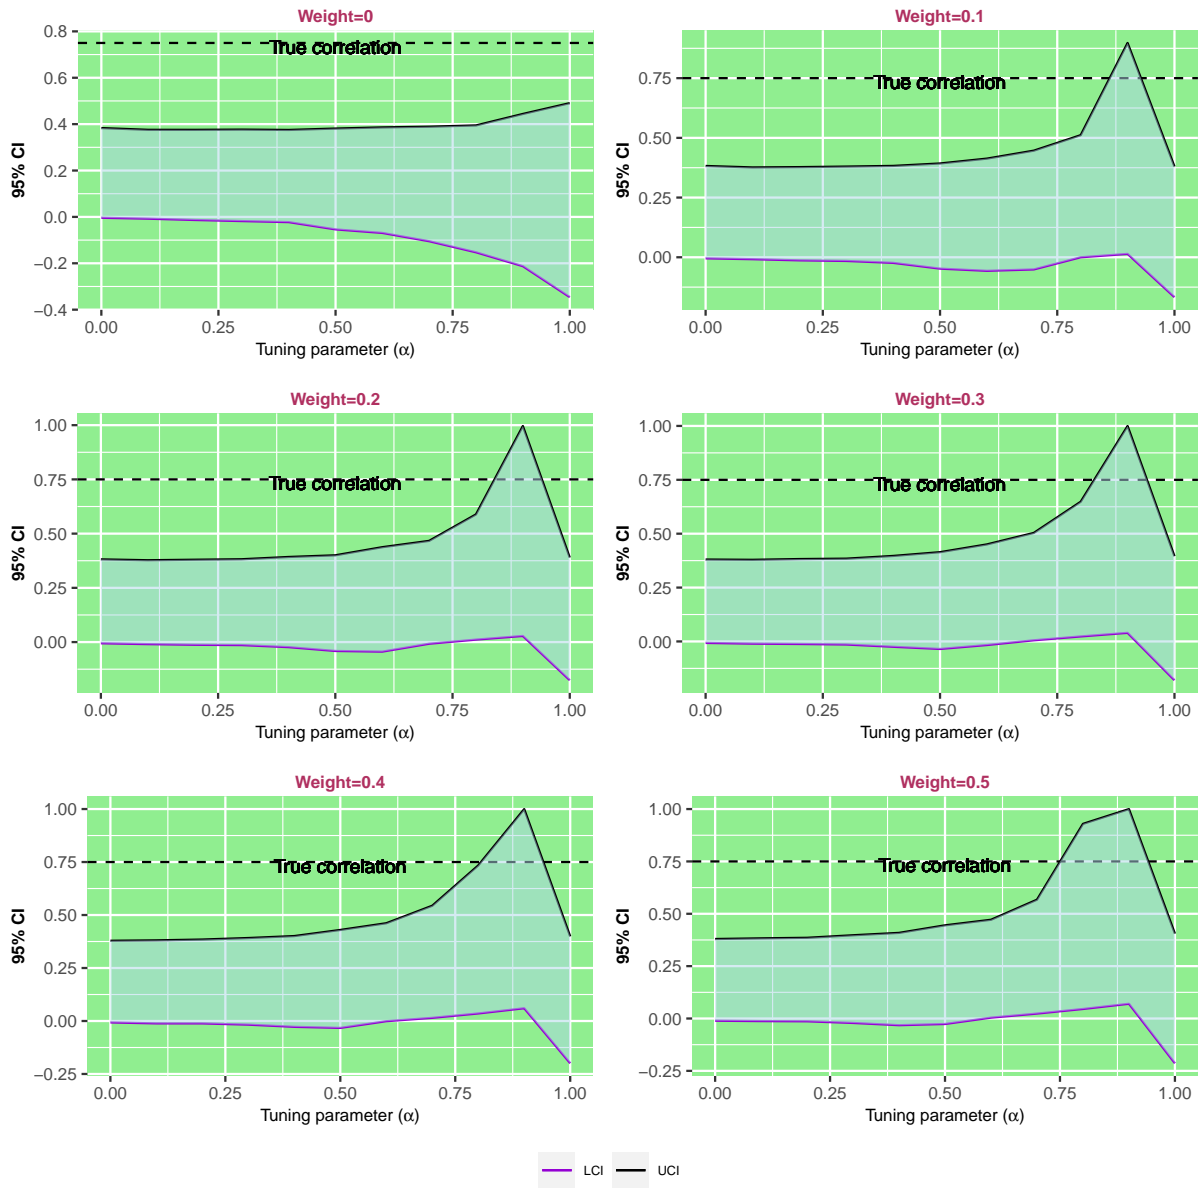 Weight=0
0.8
0.6
0.4
0.2
0.0
−0.2
−0.4
95% CI
True correlation
0.00 0.25 0.50 0.75 1.00
Tuning parameter (α)
Weight=0.1
0.75
0.50
0.25
0.00
95% CI
True correlation
0.00 0.25 0.50 0.75 1.00
Tuning parameter (α)
Weight=0.2
1.00
0.75
0.50
0.25
0.00
95% CI
True correlation
0.00 0.25 0.50 0.75 1.00
Tuning parameter (α)
Weight=0.3
1.00
0.75
0.50
0.25
0.00
95% CI
True correlation
0.00 0.25 0.50 0.75 1.00
Tuning parameter (α)
Weight=0.4
1.00
0.75
0.50
0.25
0.00
−0.25
95% CI
True correlation
0.00 0.25 0.50 0.75 1.00
Tuning parameter (α)
Weight=0.5
1.00
0.75
0.50
0.25
0.00
−0.25
95% CI
True correlation
0.00 0.25 0.50 0.75 1.00
Tuning parameter (α)
LCI UCI